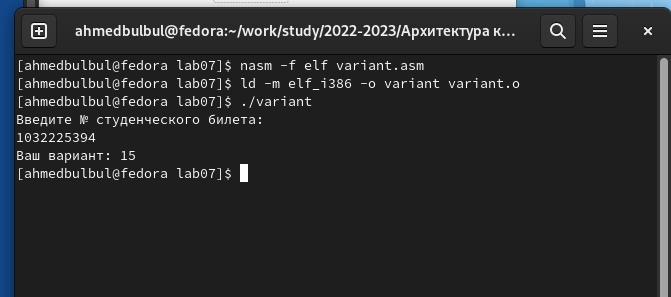 ahmedbulbul@fedora:~/work/study/2022-2023/Архитектура к...
[ahmedbulbul@fedora lab07]$ nasm -f elf variant.asm
[ahmedbulbul@fedora lab07]$ ld -m elf_i386 -o variant variant.o
[ahmedbulbul@fedora lab07]$ ./variant
Введите № студенческого билета:
1032225394
Ваш вариант: 15
[ahmedbulbul@fedora lab07]$